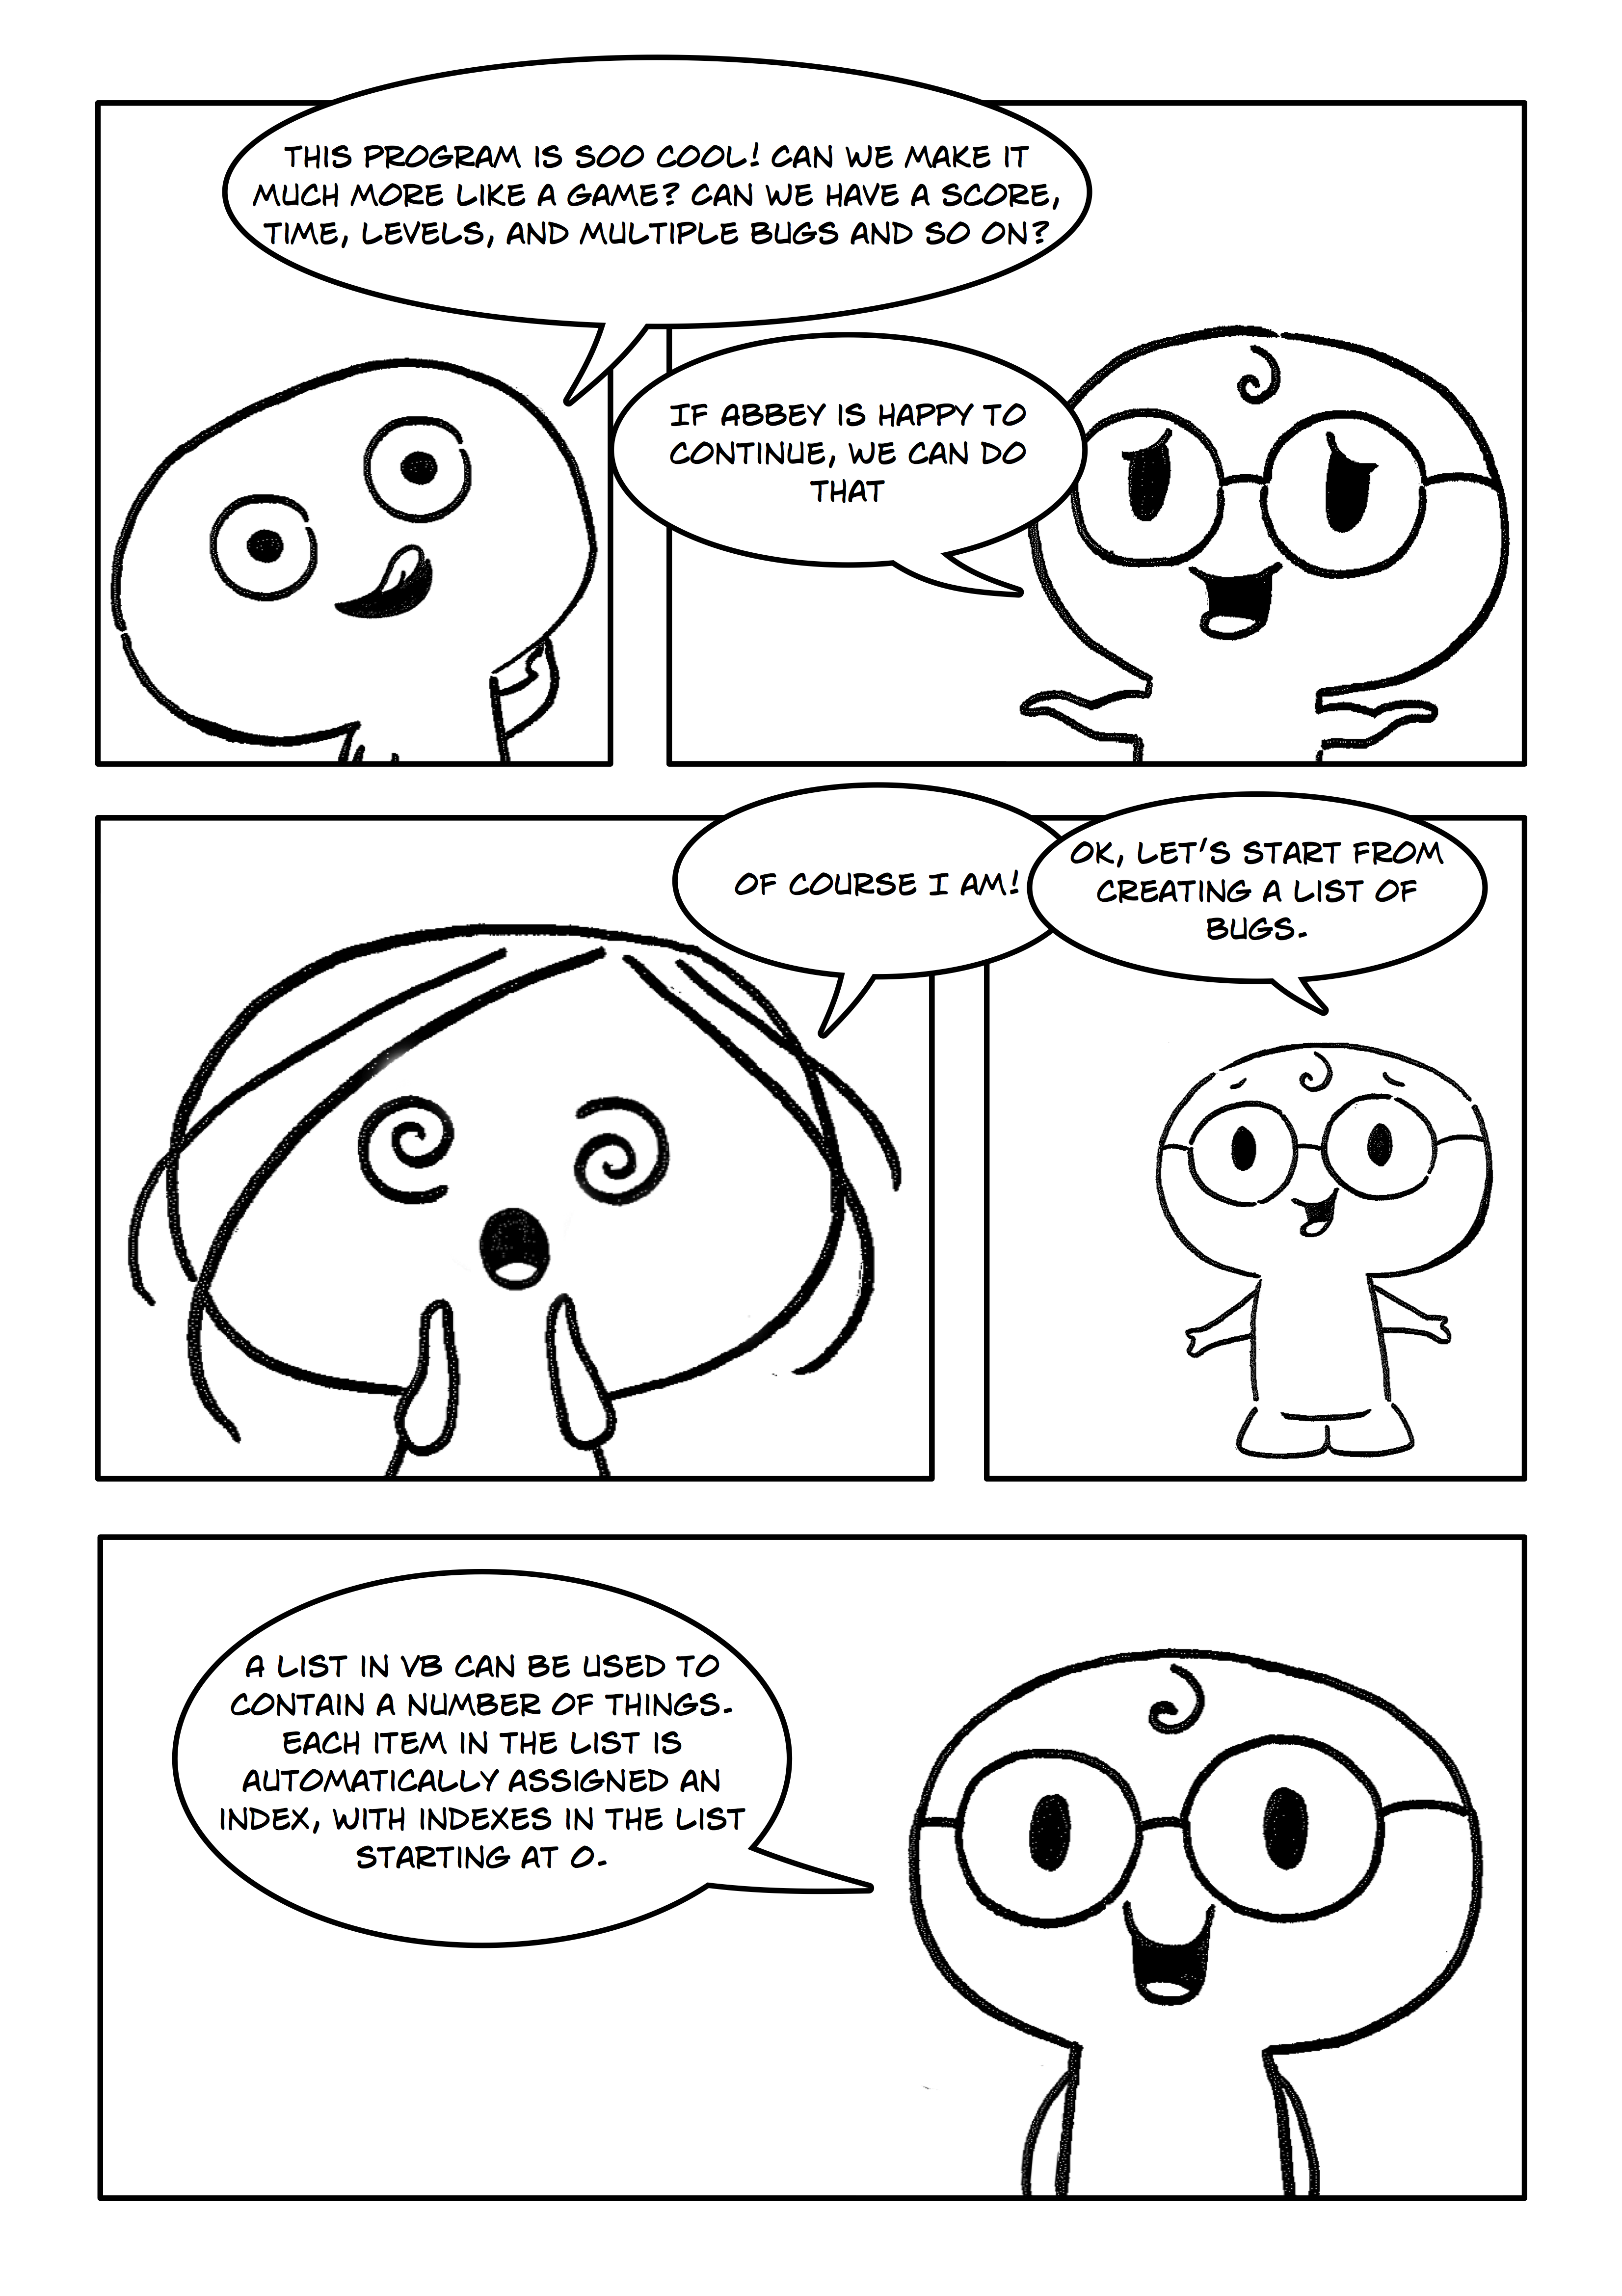 THIS PROGRAM IS SOO COOL! CAN WE MAKE IT
MUCH MORE LIKE A GAME? CAN WE HAVE A SCORE,
TIME, LEVELS, AND MULTIPLE BUGS AND SO ON?
IF ABBEY IS HAPPY TO
CONTINUE, WE CAN DO
THAT
OF COURSE I AM!
OK, LET'S START FROM
CREATING A LIST OF
BUGS.
A LIST IN VB CAN BE USED TO
CONTAIN A NUMBER OF THINGS.
EACH ITEM IN THE LIST IS
AUTOMATICALLY ASSIGNED AN
INDEX, WITH INDEXES IN THE LIST
STARTING AT 0.